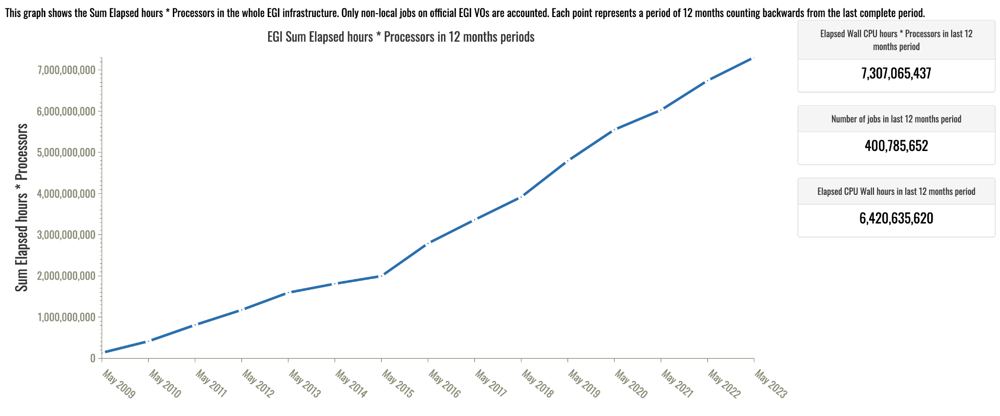 This graph shows the Sum Elapsed hours * Processors in the whole EGI infrastructure. Only non-local jobs on official EGI VOs are accounted. Each point represents a period of 12 months counting backwards from the last complete period.
EGI Sum Elapsed hours * Processors in 12 months periods
Sum Elapsed hours * Processors
7,000,000,000
6,000,000,000
5,000,000,000
4,000,000,000
3,000,000,000
2,000,000,000
1,000,000,000
0
May 2009
May 2010
May 2011
May 2012
May 2013
May 2014
May 2015
May 2016
May 2017
May 2018
May 2019
May 2020
May 2021
May 2022
May 2023
Elapsed Wall CPU hours * Processors in last 12
months period
7,307,065,437
Number of jobs in last 12 months period
400,785,652
Elapsed CPU Wall hours in last 12 months period
6,420,635,620